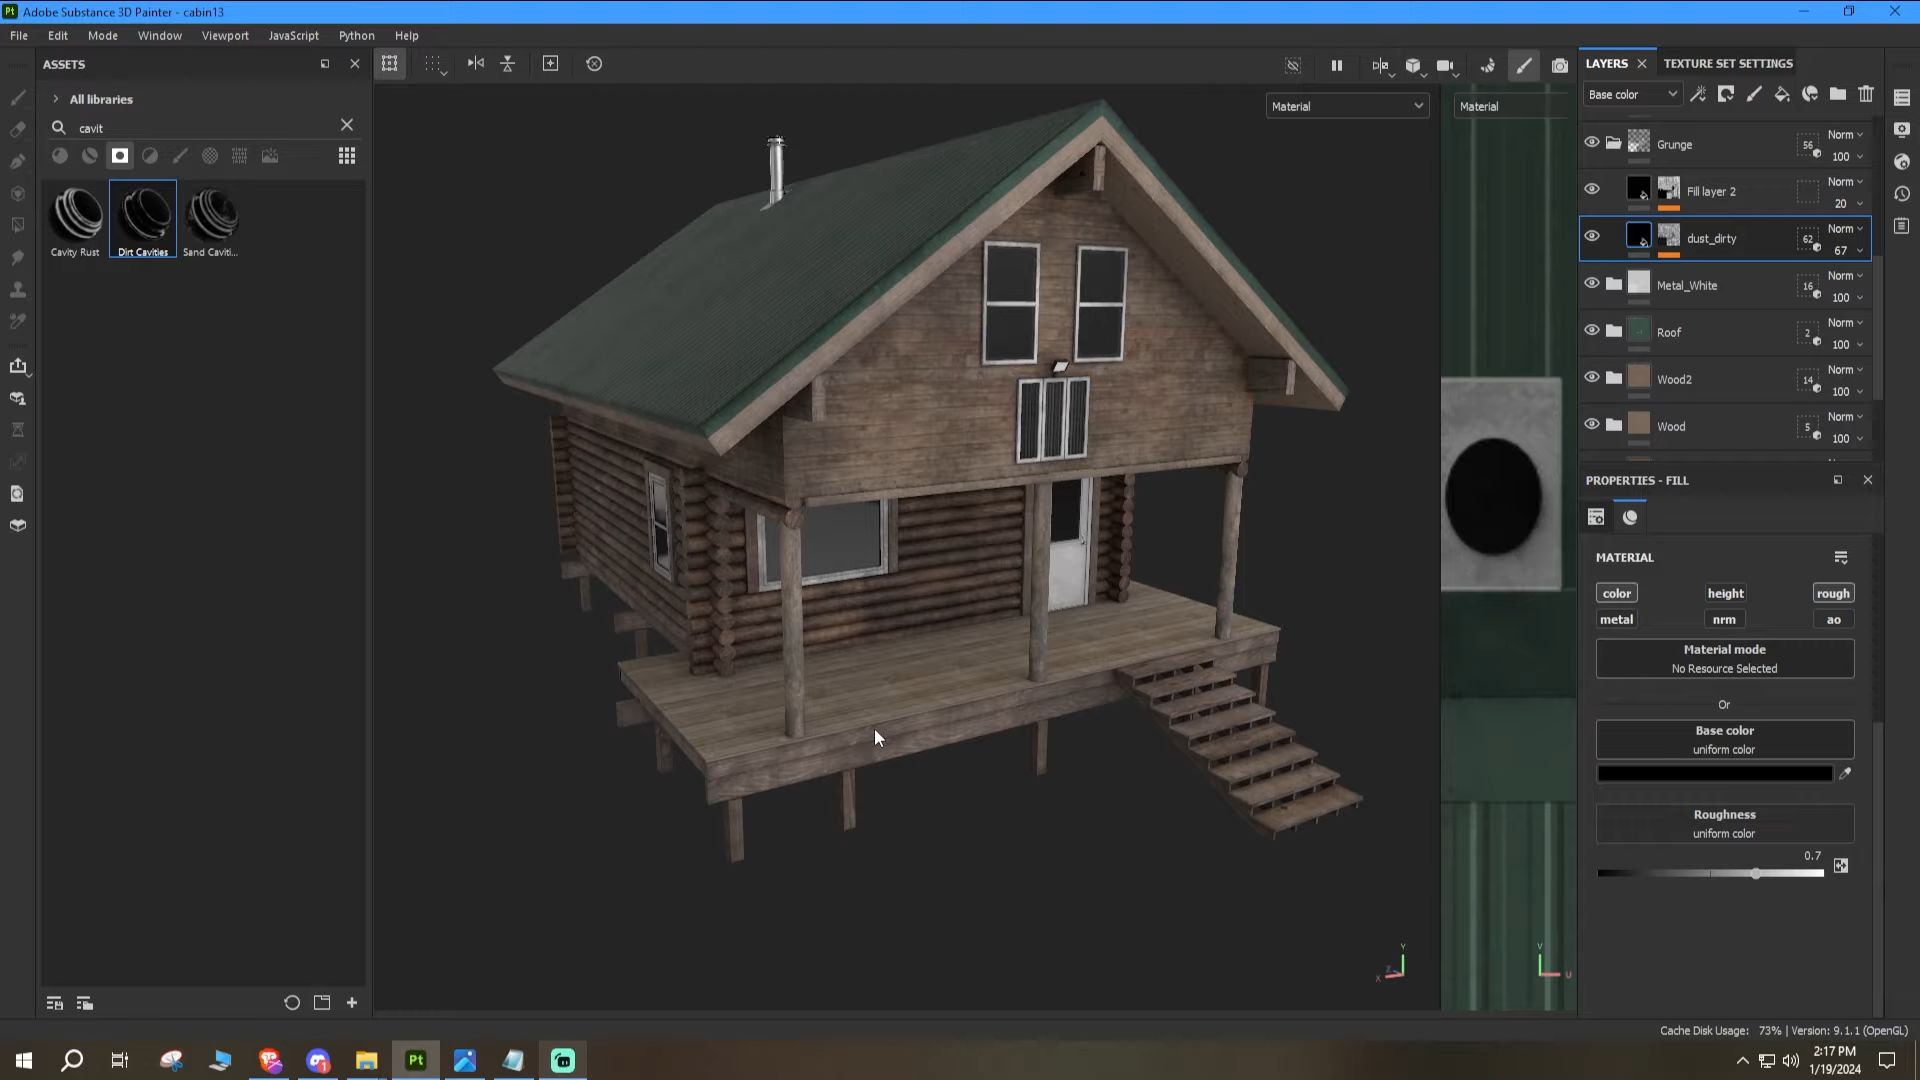 Pt Adobe Substance 3D Painter - cabin13
File Edit Mode Window Viewport JavaScript Python Help
ASSETS
All libraries
cavit
Cavity Rust Dirt Cavities Sand Caviti...
Material
Material
X Y Z
V U
LAYERS TEXTURE SET SETTINGS
Base color
Grunge 56 Norm
100
Fill layer 2 Norm
20
dust_dirty 62 Norm
67
Metal_White 16 Norm
100
Roof 2 Norm
100
Wood2 14 Norm
100
Wood 5 Norm
100
PROPERTIES - FILL
MATERIAL
color height rough
metal nrm ao
Material mode
No Resource Selected
Or
Base color
uniform color
Roughness
uniform color
0.7
Cache Disk Usage: 73% | Version: 9.1.1 (OpenGL)
Pt
1
2:17 PM
1/19/2024